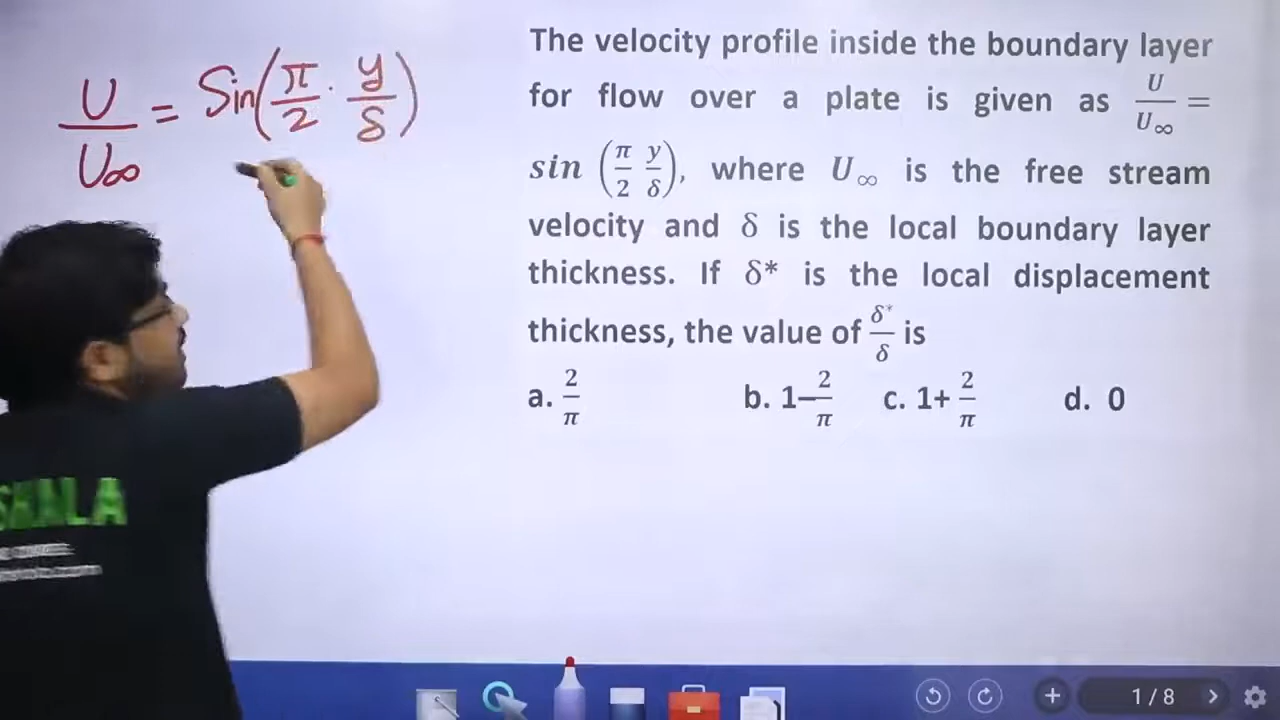 U/U∞ = Sin(π/2 · y/δ)
The velocity profile inside the boundary layer
for flow over a plate is given as U/U∞ =
sin (π/2 y/δ), where U∞ is the free stream
velocity and δ is the local boundary layer
thickness. If δ* is the local displacement
thickness, the value of δ*/δ is
a. 2/π b. 1–2/π c. 1+ 2/π d. 0
1 / 8